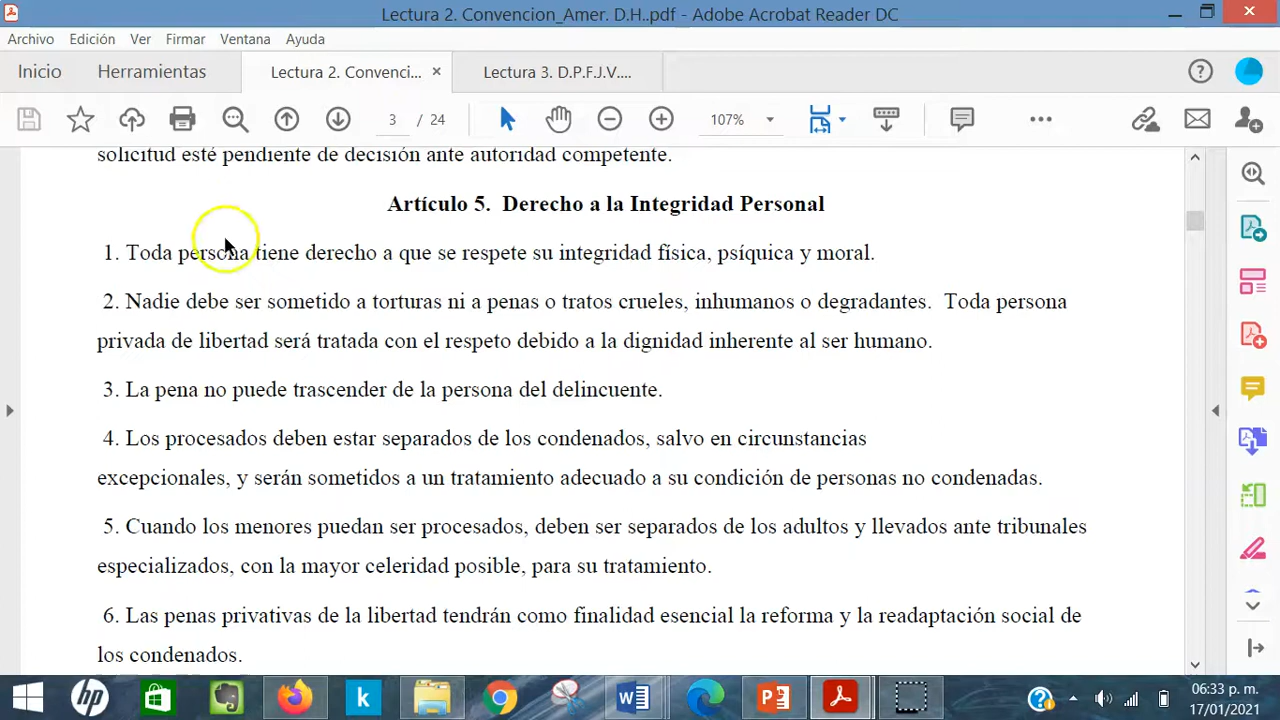 Lectura 2. Convencion_Amer. D.H..pdf - Adobe Acrobat Reader DC
Archivo Edición Ver Firmar Ventana Ayuda
Inicio Herramientas Lectura 2. Convenci... × Lectura 3. D.P.F.J.V....
3 / 24 107%
solicitud esté pendiente de decisión ante autoridad competente.
Artículo 5. Derecho a la Integridad Personal
1. Toda persona tiene derecho a que se respete su integridad física, psíquica y moral.
2. Nadie debe ser sometido a torturas ni a penas o tratos crueles, inhumanos o degradantes. Toda persona
privada de libertad será tratada con el respeto debido a la dignidad inherente al ser humano.
3. La pena no puede trascender de la persona del delincuente.
4. Los procesados deben estar separados de los condenados, salvo en circunstancias
excepcionales, y serán sometidos a un tratamiento adecuado a su condición de personas no condenadas.
5. Cuando los menores puedan ser procesados, deben ser separados de los adultos y llevados ante tribunales
especializados, con la mayor celeridad posible, para su tratamiento.
6. Las penas privativas de la libertad tendrán como finalidad esencial la reforma y la readaptación social de
los condenados.
06:33 p. m.
17/01/2021